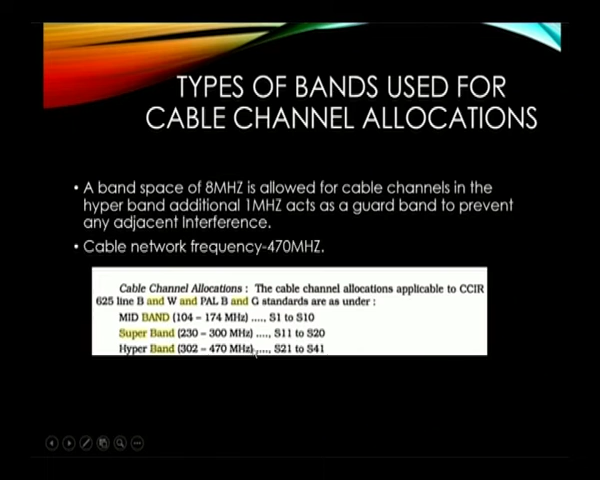 TYPES OF BANDS USED FOR
CABLE CHANNEL ALLOCATIONS
• A band space of 8MHZ is allowed for cable channels in the
hyper band additional 1MHZ acts as a guard band to prevent
any adjacent Interference.
• Cable network frequency-470MHZ.
Cable Channel Allocations : The cable channel allocations applicable to CCIR
625 line B and W and PAL B and G standards are as under :
MID BAND (104 – 174 MHz) ...., S1 to S10
Super Band (230 – 300 MHz) ...., S11 to S20
Hyper Band (302 – 470 MHz) ...., S21 to S41